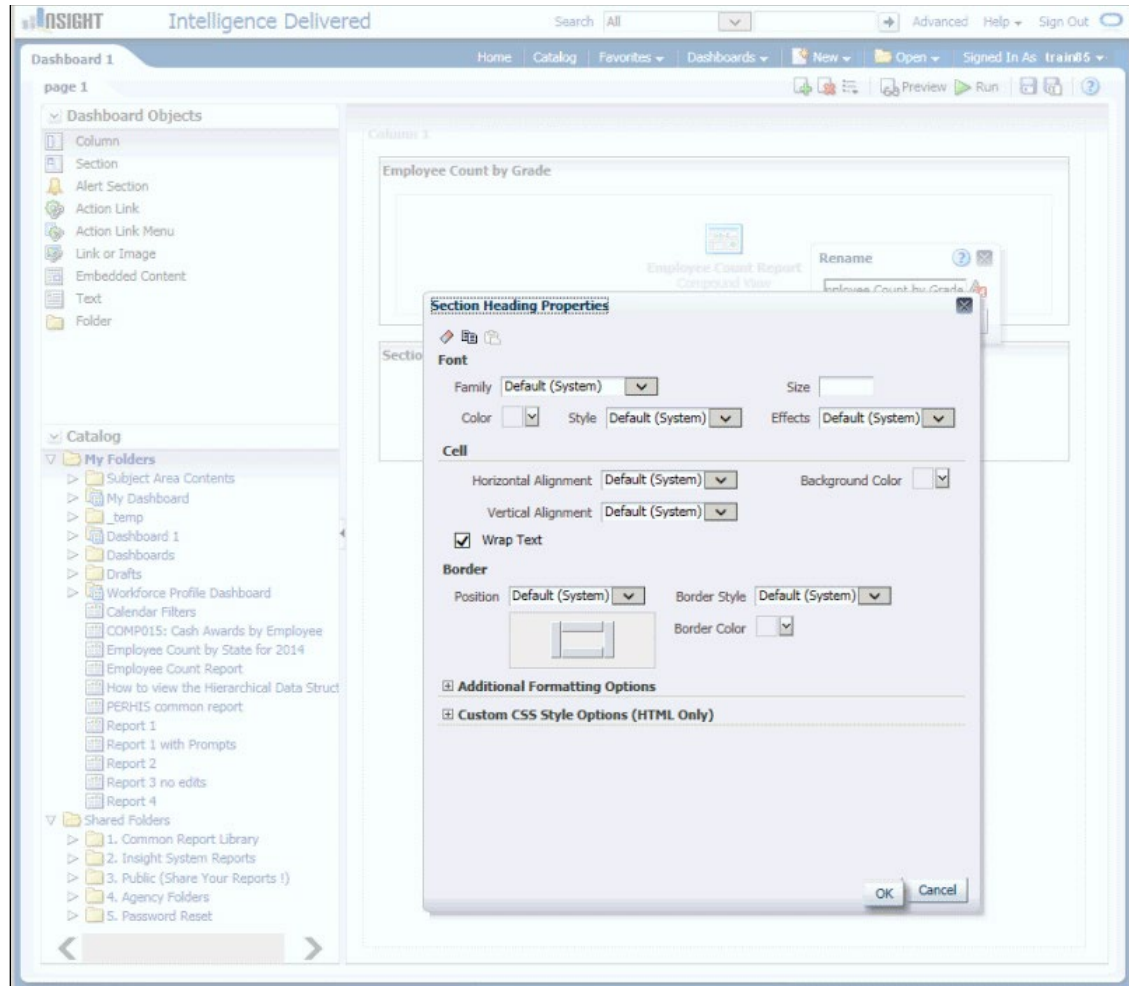 INSIGHT Intelligence Delivered Search All Advanced Help Sign Out
Dashboard 1 Home Catalog Favorites Dashboards New Open Signed In As train05
page 1 Preview Run
Dashboard Objects
Column
Section
Alert Section
Action Link
Action Link Menu
Link or Image
Embedded Content
Text
Folder
Catalog
My Folders
Subject Area Contents
My Dashboard
_temp
Dashboard 1
Dashboards
Drafts
Workforce Profile Dashboard
Calendar Filters
COMP015: Cash Awards by Employee
Employee Count by State for 2014
Employee Count Report
How to view the Hierarchical Data Struct
PERHIS common report
Report 1
Report 1 with Prompts
Report 2
Report 3 no edits
Report 4
Shared Folders
1. Common Report Library
2. Insight System Reports
3. Public (Share Your Reports !)
4. Agency Folders
5. Password Reset
Column 1
Employee Count by Grade
Employee Count Report
Compound View
Rename
mployee Count by Grade
Sectio
Section Heading Properties
Font
Family Default (System) Size
Color Style Default (System) Effects Default (System)
Cell
Horizontal Alignment Default (System) Background Color
Vertical Alignment Default (System)
Wrap Text
Border
Position Default (System) Border Style Default (System)
Border Color
Additional Formatting Options
Custom CSS Style Options (HTML Only)
OK Cancel